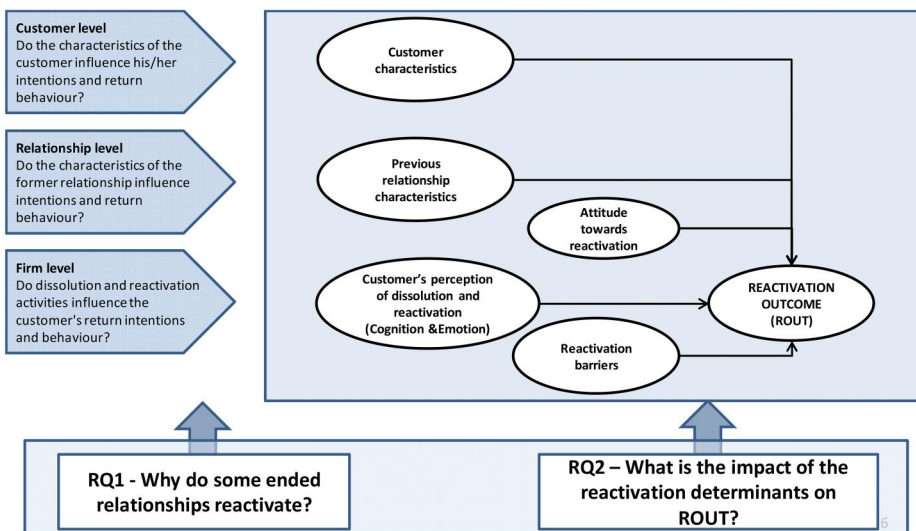 Customer level
Do the characteristics of the
customer influence his/her
intentions and return
behaviour?
Relationship level
Do the characteristics of the
former relationship influence
intentions and return
behaviour?
Firm level
Do dissolution and reactivation
activities influence the
customer's return intentions
and behaviour?
Customer
characteristics
Previous
relationship
characteristics
Attitude
towards
reactivation
Customer's perception
of dissolution and
reactivation
(Cognition &Emotion)
Reactivation
barriers
REACTIVATION
OUTCOME
(ROUT)
RQ1 - Why do some ended
relationships reactivate?
RQ2 – What is the impact of the
reactivation determinants on
ROUT?
6